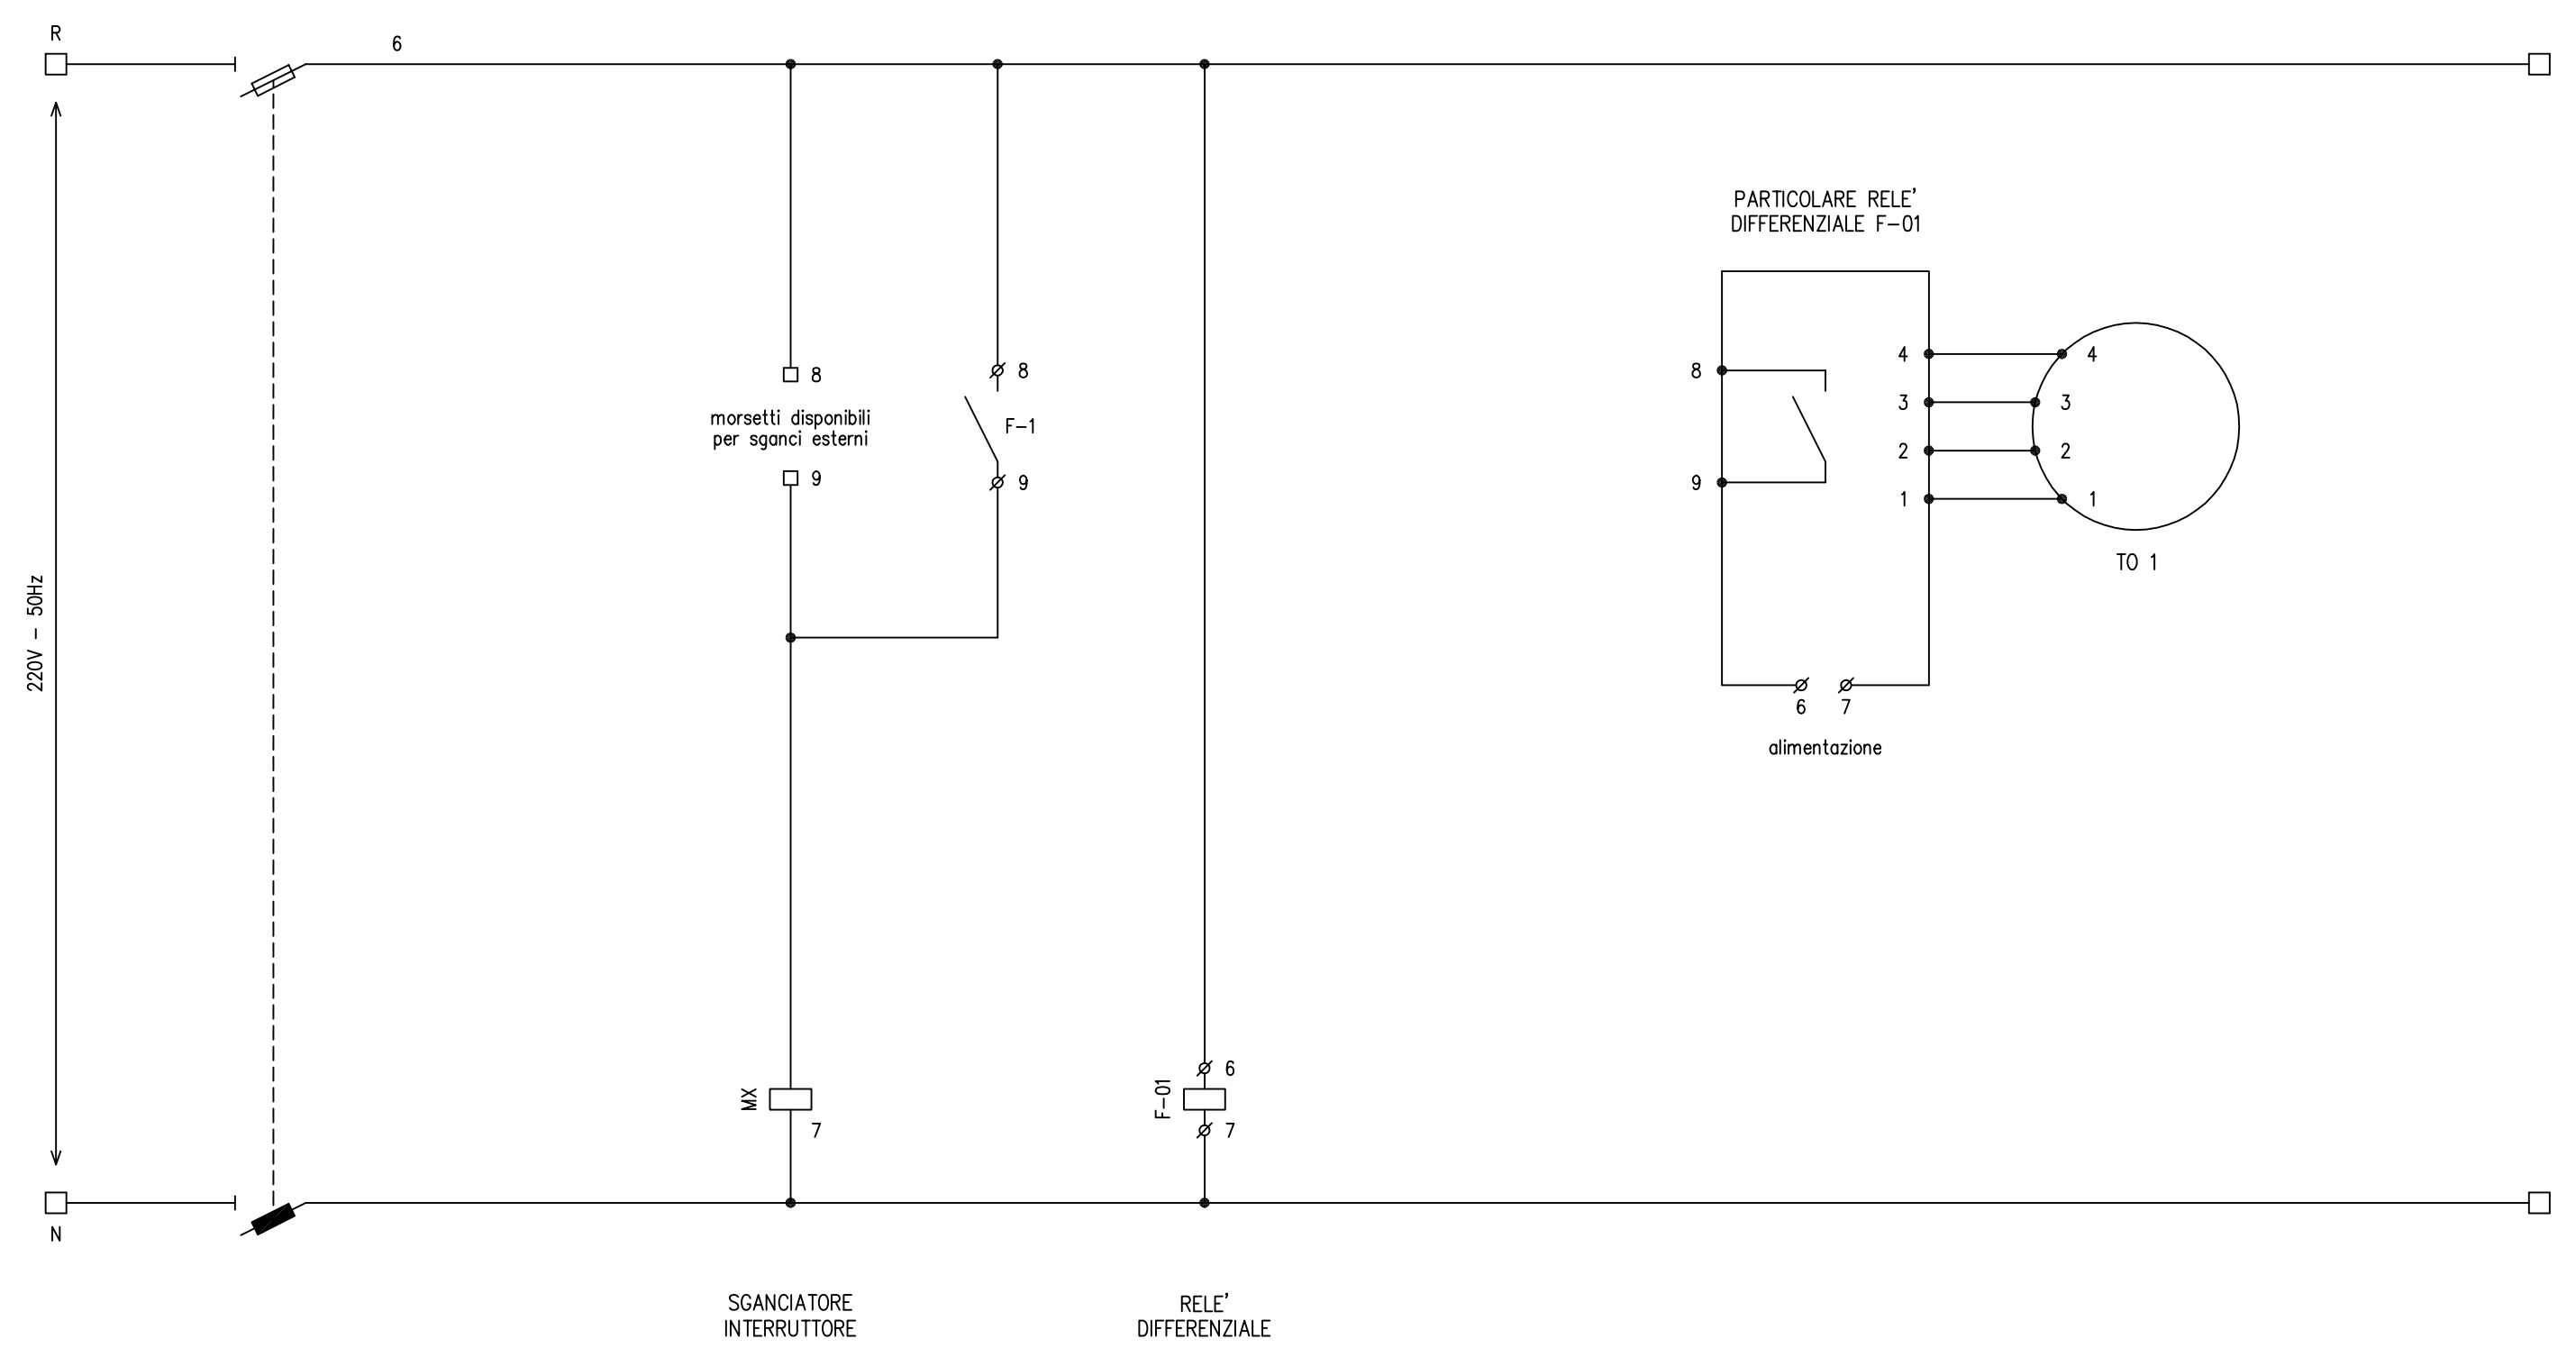 R
6
PARTICOLARE RELE'
DIFFERENZIALE F-01
8
8
8
4
4
morsetti disponibili
per sganci esterni
F-1
3
3
2
2
9
9
9
1
1
TO 1
220V - 50Hz
6
7
alimentazione
MX
7
F-01
6
7
N
SGANCIATORE
INTERRUTTORE
RELE'
DIFFERENZIALE